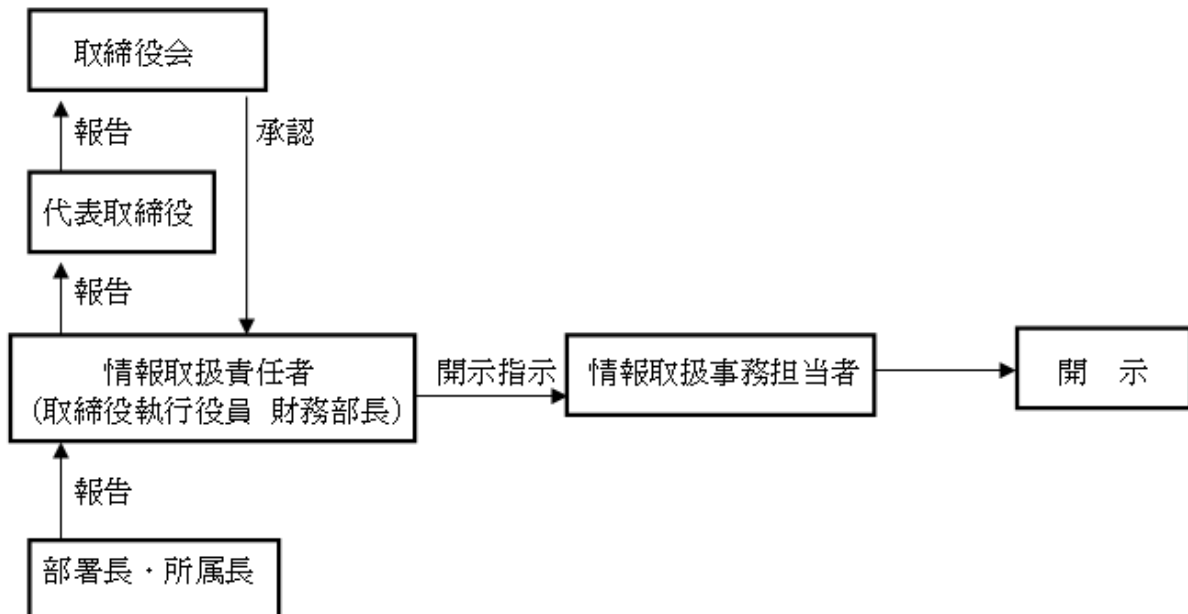 取締役会
報告
承認
代表取締役
報告
情報取扱責任者
(取締役執行役員 財務部長)
開示指示
情報取扱事務担当者
開 示
報告
部署長・所属長